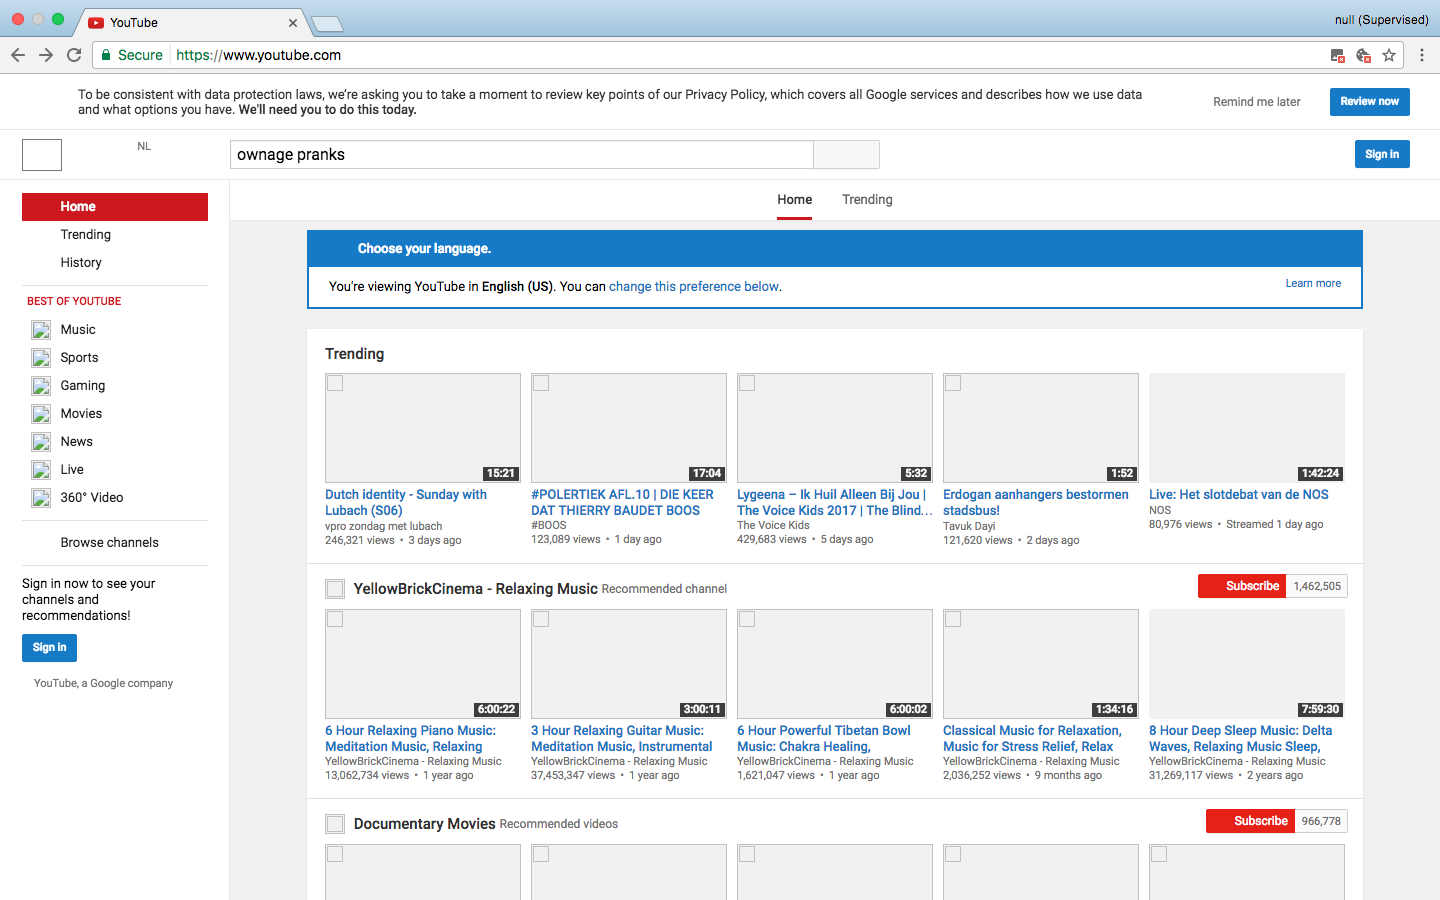 YouTube
null (Supervised)
Secure https://www.youtube.com
To be consistent with data protection laws, we're asking you to take a moment to review key points of our Privacy Policy, which covers all Google services and describes how we use data
and what options you have. We'll need you to do this today.
Remind me later
Review now
NL
ownage pranks
Sign in
Home
Trending
History
BEST OF YOUTUBE
Music
Sports
Gaming
Movies
News
Live
360° Video
Browse channels
Sign in now to see your
channels and
recommendations!
Sign in
YouTube, a Google company
Home Trending
Choose your language.
You're viewing YouTube in English (US). You can change this preference below.
Learn more
Trending
15:21
Dutch identity - Sunday with
Lubach (S06)
vpro zondag met lubach
246,321 views • 3 days ago
17:04
#POLERTIEK AFL.10 | DIE KEER
DAT THIERRY BAUDET BOOS
#BOOS
123,089 views • 1 day ago
5:32
Lygeena – Ik Huil Alleen Bij Jou |
The Voice Kids 2017 | The Blind...
The Voice Kids
429,683 views • 5 days ago
1:52
Erdogan aanhangers bestormen
stadsbus!
Tavuk Dayi
121,620 views • 2 days ago
1:42:24
Live: Het slotdebat van de NOS
NOS
80,976 views • Streamed 1 day ago
YellowBrickCinema - Relaxing Music Recommended channel
Subscribe 1,462,505
6:00:22
6 Hour Relaxing Piano Music:
Meditation Music, Relaxing
YellowBrickCinema - Relaxing Music
13,062,734 views • 1 year ago
3:00:11
3 Hour Relaxing Guitar Music:
Meditation Music, Instrumental
YellowBrickCinema - Relaxing Music
37,453,347 views • 1 year ago
6:00:02
6 Hour Powerful Tibetan Bowl
Music: Chakra Healing,
YellowBrickCinema - Relaxing Music
1,621,047 views • 1 year ago
1:34:16
Classical Music for Relaxation,
Music for Stress Relief, Relax
YellowBrickCinema - Relaxing Music
2,036,252 views • 9 months ago
7:59:30
8 Hour Deep Sleep Music: Delta
Waves, Relaxing Music Sleep,
YellowBrickCinema - Relaxing Music
31,269,117 views • 2 years ago
Documentary Movies Recommended videos
Subscribe 966,778